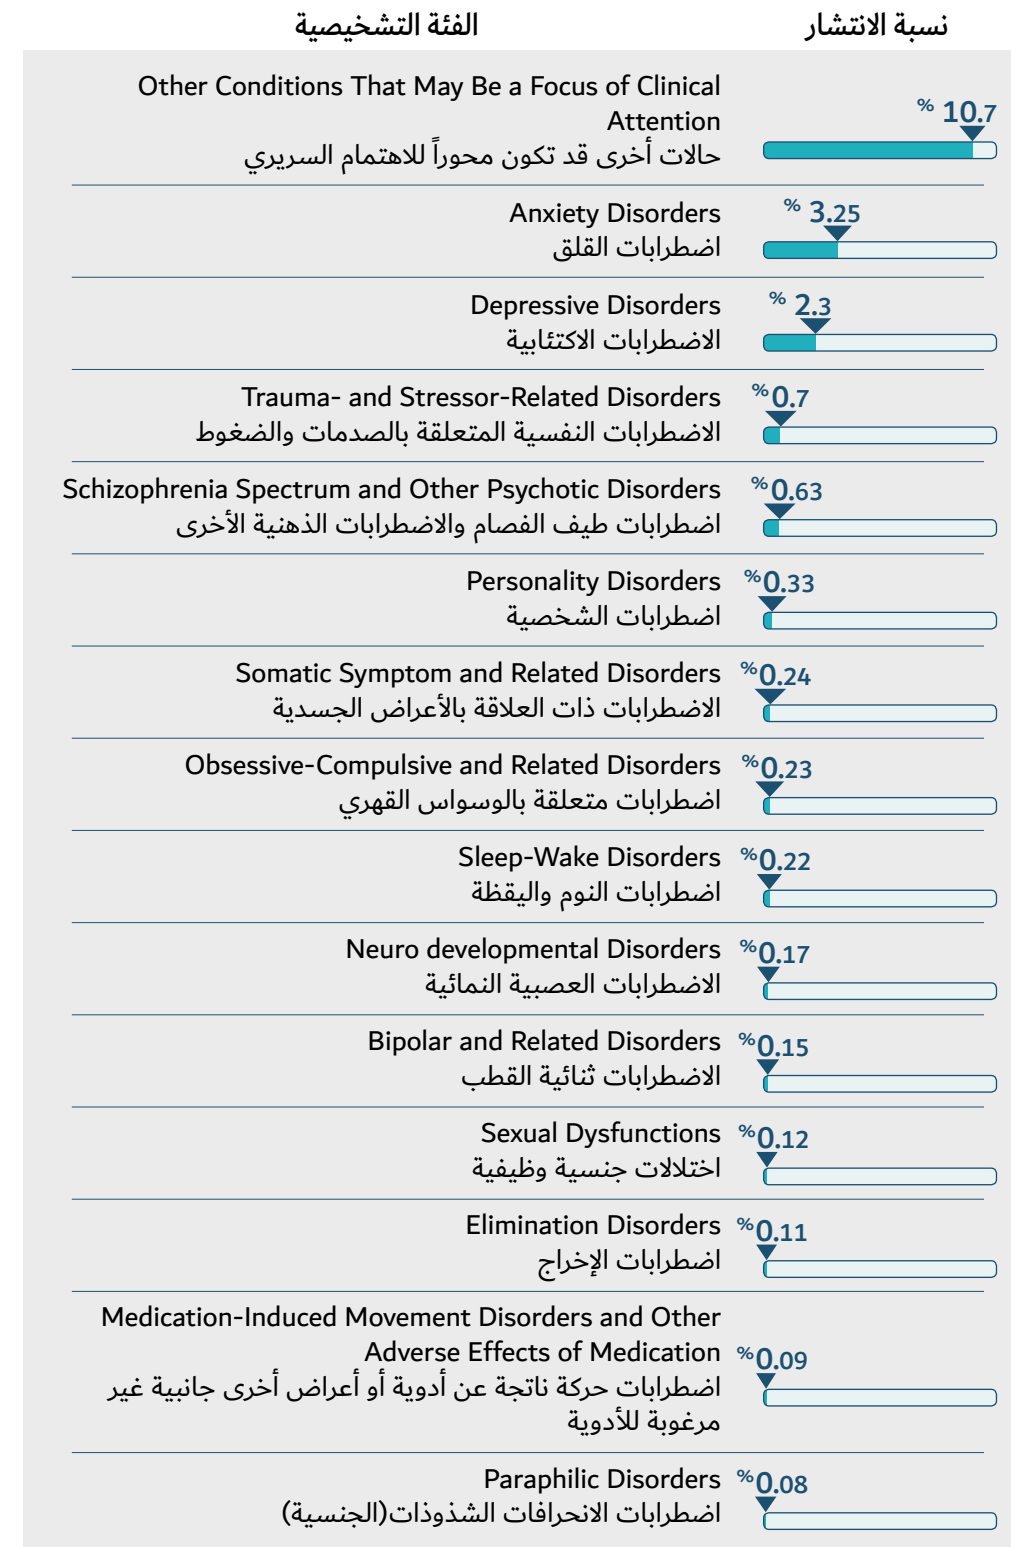 نسبة الانتشار
الفئة التشخيصية
% 10.7
Other Conditions That May Be a Focus of Clinical
Attention
حالات أخرى قد تكون محوراً للاهتمام السريري
% 3.25
Anxiety Disorders
اضطرابات القلق
% 2.3
Depressive Disorders
الاضطرابات الاكتئابية
%0.7
Trauma- and Stressor-Related Disorders
الاضطرابات النفسية المتعلقة بالصدمات والضغوط
%0.63
Schizophrenia Spectrum and Other Psychotic Disorders
اضطرابات طيف الفصام والاضطرابات الذهنية الأخرى
%0.33
Personality Disorders
اضطرابات الشخصية
%0.24
Somatic Symptom and Related Disorders
الاضطرابات ذات العلاقة بالأعراض الجسدية
%0.23
Obsessive-Compulsive and Related Disorders
اضطرابات متعلقة بالوسواس القهري
%0.22
Sleep-Wake Disorders
اضطرابات النوم واليقظة
%0.17
Neuro developmental Disorders
الاضطرابات العصبية النمائية
%0.15
Bipolar and Related Disorders
الاضطرابات ثنائية القطب
%0.12
Sexual Dysfunctions
اختلالات جنسية وظيفية
%0.11
Elimination Disorders
اضطرابات الإخراج
%0.09
Medication-Induced Movement Disorders and Other
Adverse Effects of Medication
اضطرابات حركة ناتجة عن أدوية أو أعراض أخرى جانبية غير
مرغوبة للأدوية
%0.08
Paraphilic Disorders
اضطرابات الانحرافات الشذوذات(الجنسية)